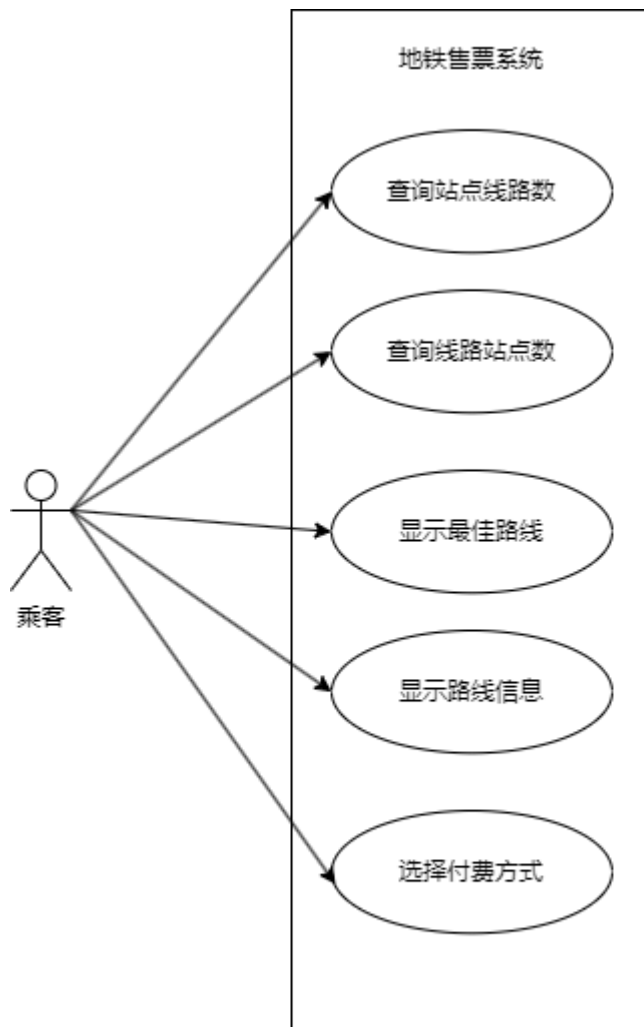 地铁售票系统
查询站点线路数
查询线路站点数
显示最佳路线
乘客
显示路线信息
选择付费方式